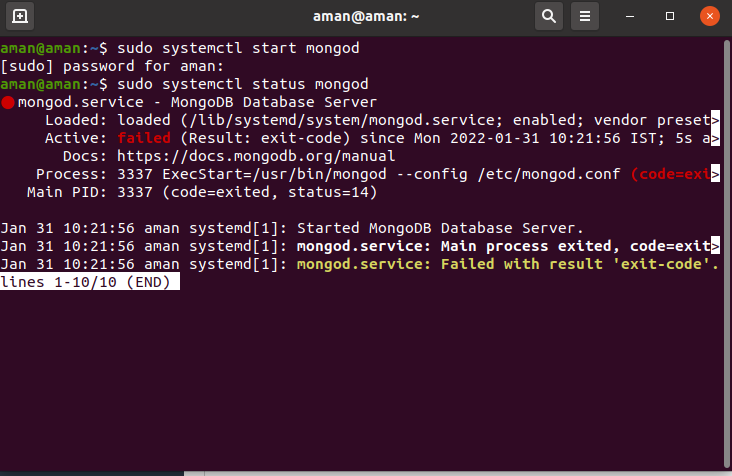 aman@aman: ~
aman@aman:~$ sudo systemctl start mongod
[sudo] password for aman:
aman@aman:~$ sudo systemctl status mongod
● mongod.service - MongoDB Database Server
Loaded: loaded (/lib/systemd/system/mongod.service; enabled; vendor preset>
Active: failed (Result: exit-code) since Mon 2022-01-31 10:21:56 IST; 5s a>
Docs: https://docs.mongodb.org/manual
Process: 3337 ExecStart=/usr/bin/mongod --config /etc/mongod.conf (code=exi>
Main PID: 3337 (code=exited, status=14)
Jan 31 10:21:56 aman systemd[1]: Started MongoDB Database Server.
Jan 31 10:21:56 aman systemd[1]: mongod.service: Main process exited, code=exit>
Jan 31 10:21:56 aman systemd[1]: mongod.service: Failed with result 'exit-code'.
lines 1-10/10 (END)